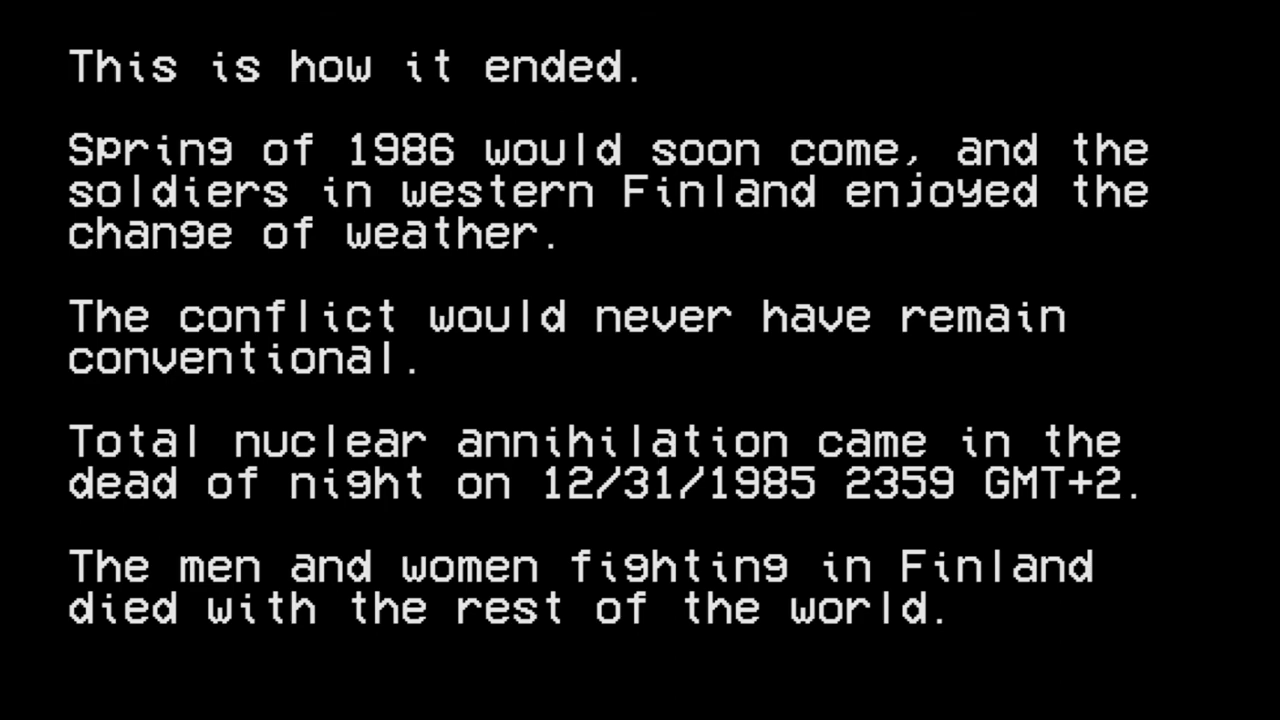 This is how it ended.
Spring of 1986 would soon come, and the
soldiers in western Finland enjoyed the
change of weather.
The conflict would never have remain
conventional.
Total nuclear annihilation came in the
dead of night on 12/31/1985 2359 GMT+2.
The men and women fighting in Finland
died with the rest of the world.